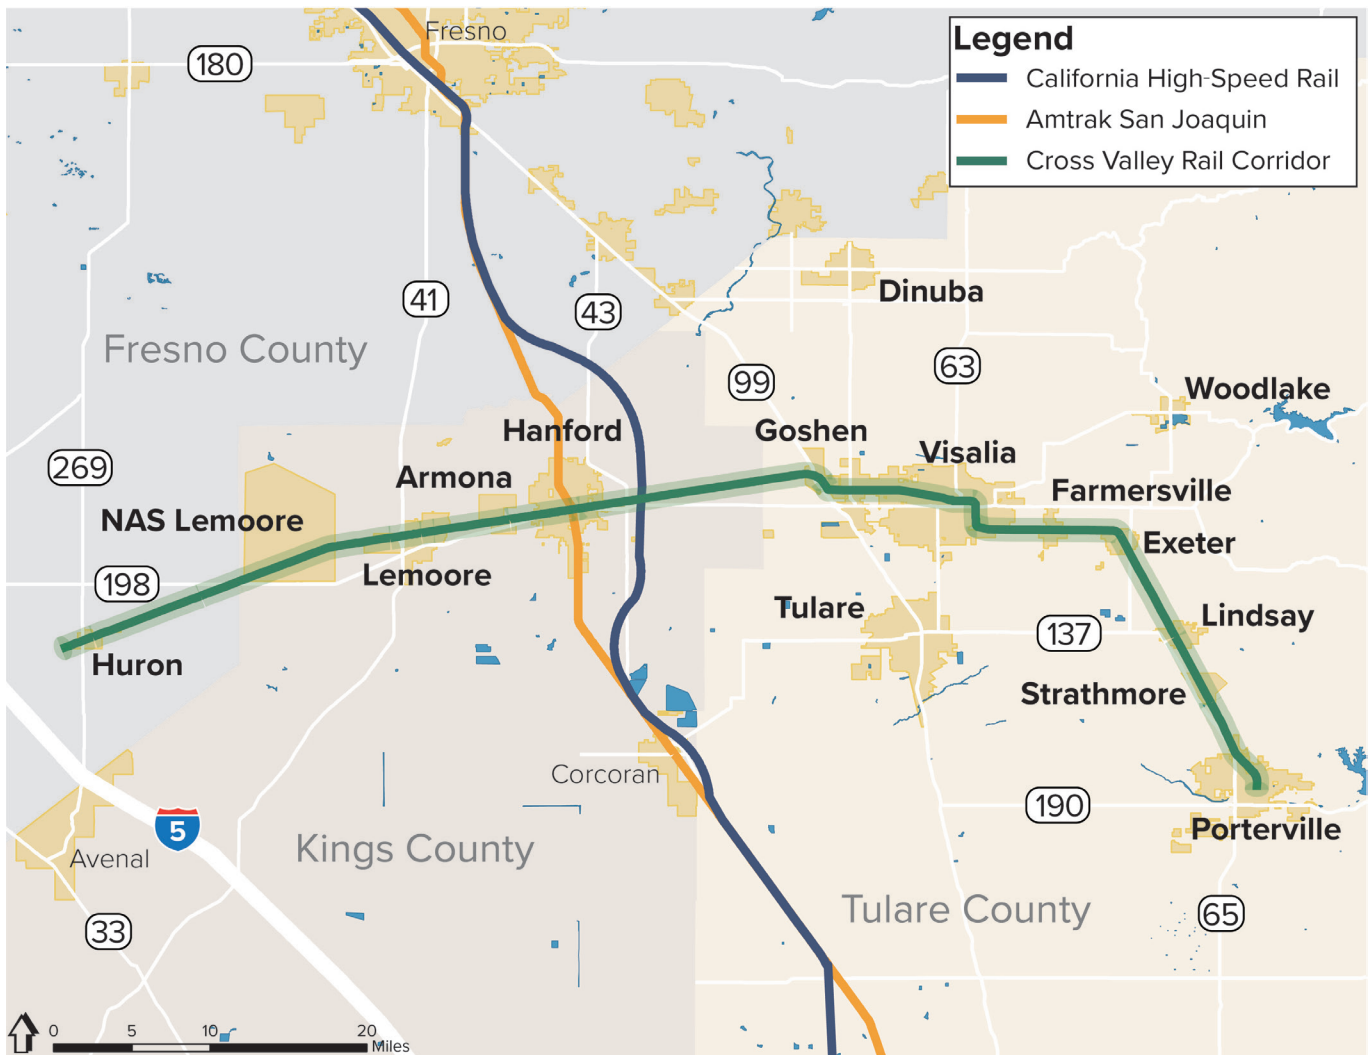 Fresno
Legend
California High-Speed Rail
Amtrak San Joaquin
Cross Valley Rail Corridor
180
41
43
Dinuba
Fresno County
99
63
Woodlake
Hanford
Goshen
Visalia
269
Armona
Farmersville
NAS Lemoore
Exeter
198
Lemoore
Tulare
137
Lindsay
Huron
Strathmore
Corcoran
190
5
Porterville
Avenal
Kings County
Tulare County
65
33
0 5 10 20
Miles